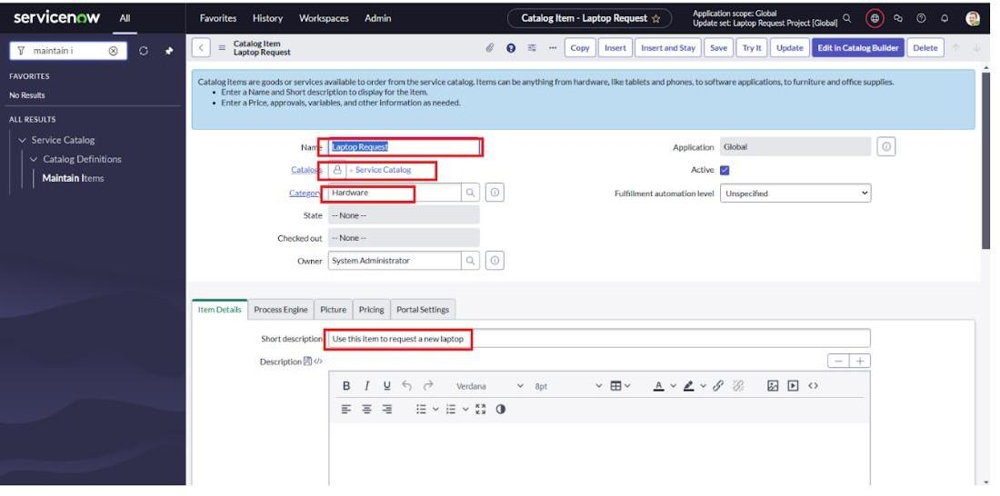 servicenow All Favorites History Workspaces Admin Catalog Item - Laptop Request Application scope: Global
Update set: Laptop Request Project [Global]
maintain i
FAVORITES
No Results
ALL RESULTS
Service Catalog
Catalog Definitions
Maintain Items
Catalog Item
Laptop Request
Copy Insert Insert and Stay Save Try It Update Edit in Catalog Builder Delete
Catalog Items are goods or services available to order from the service catalog. Items can be anything from hardware, like tablets and phones, to software applications, to furniture and office supplies.
• Enter a Name and Short description to display for the item.
• Enter a Price, approvals, variables, and other information as needed.
Name Laptop Request Application Global
Catalogs Service Catalog Active
Category Hardware Fulfillment automation level Unspecified
State -- None --
Checked out -- None --
Owner System Administrator
Item Details Process Engine Picture Pricing Portal Settings
Short description Use this item to request a new laptop
Description
B I U Verdana 8pt A